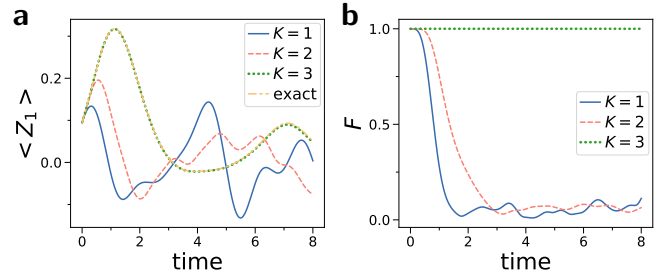 a
< Z1 >
0.2
0.0
0 2 4 6 8
time
K = 1
K = 2
K = 3
exact
b
F
1.0
0.5
0.0
0 2 4 6 8
time
K = 1
K = 2
K = 3